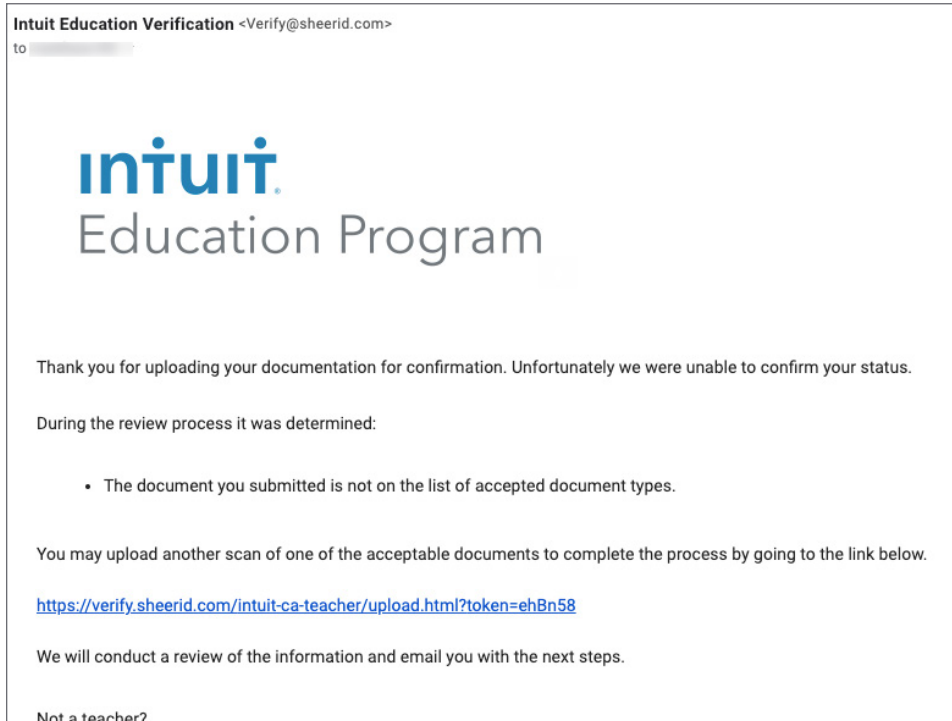 Intuit Education Verification <Verify@sheerid.com>
to
ıntuıt.
Education Program
Thank you for uploading your documentation for confirmation. Unfortunately we were unable to confirm your status.
During the review process it was determined:
• The document you submitted is not on the list of accepted document types.
You may upload another scan of one of the acceptable documents to complete the process by going to the link below.
https://verify.sheerid.com/intuit-ca-teacher/upload.html?token=ehBn58
We will conduct a review of the information and email you with the next steps.
Not a teacher?